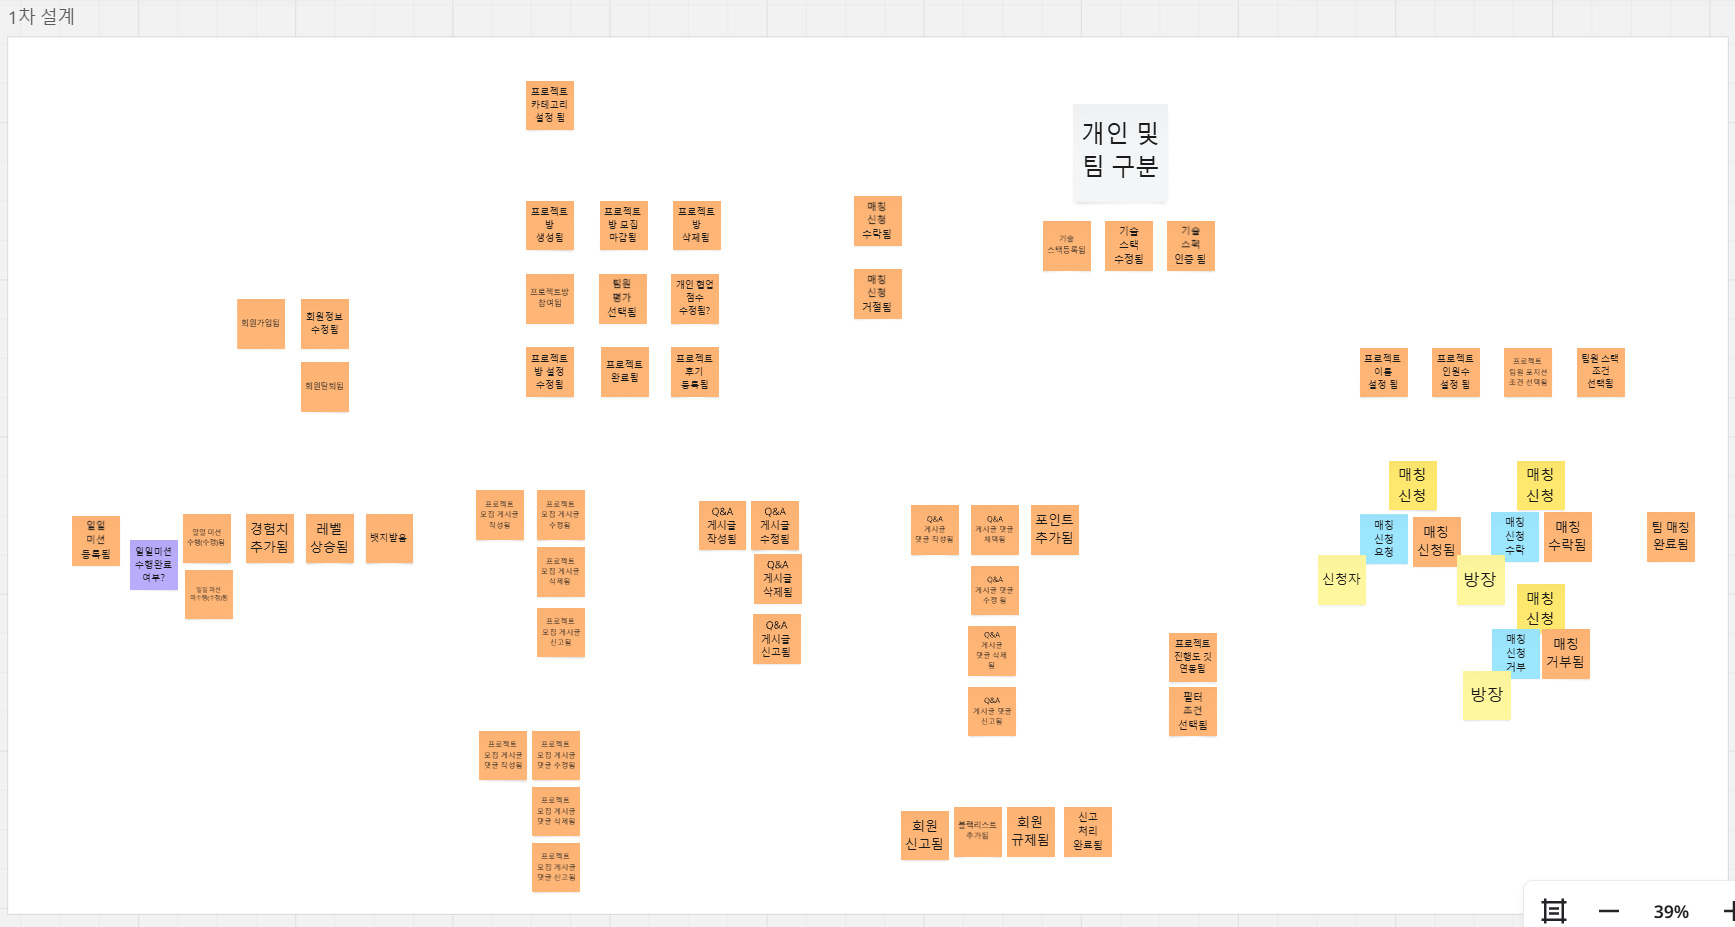 1차 설계
프로젝트
카테고리
설정 됨
개인 및
팀 구분
프로젝트
방
생성됨
프로젝트
방 모집
마감됨
프로젝트
방
삭제됨
매칭
신청
수락됨
기술
스택등록됨
기술
스택
수정됨
기술
스펙
인증 됨
프로젝트방
참여됨
팀원
평가
선택됨
개인 협업
점수
수정됨?
매칭
신청
거절됨
회원가입됨
회원정보
수정됨
회원탈퇴됨
프로젝트
방 설정
수정됨
프로젝트
완료됨
프로젝트
후기
등록됨
프로젝트
이름
설정 됨
프로젝트
인원수
설정 됨
프로젝트
팀원 포지션
조건 선택됨
팀원 스택
조건
선택됨
일일
미션
등록됨
일일미션
수행완료
여부?
일일 미션
수행(수정)됨
일일 미션
미수행(수정)됨
경험치
추가됨
레벨
상승됨
뱃지받음
프로젝트
모집 게시글
작성됨
프로젝트
모집 게시글
수정됨
프로젝트
모집 게시글
삭제됨
프로젝트
모집 게시글
신고됨
Q&A
게시글
작성됨
Q&A
게시글
수정됨
Q&A
게시글
삭제됨
Q&A
게시글
신고됨
Q&A
게시글
댓글 작성됨
Q&A
게시글 댓글
채택됨
포인트
추가됨
Q&A
게시글 댓글
수정 됨
Q&A
게시글
댓글 삭제
됨
Q&A
게시글 댓글
신고됨
프로젝트
진행도 깃
연동됨
필터
조건
선택됨
매칭
신청
매칭
신청
요청
매칭
신청됨
신청자
매칭
신청
매칭
신청
수락
매칭
수락됨
방장
팀 매칭
완료됨
매칭
신청
매칭
신청
거부
매칭
거부됨
방장
프로젝트
모집 게시글
댓글 작성됨
프로젝트
모집 게시글
댓글 수정됨
프로젝트
모집 게시글
댓글 삭제됨
프로젝트
모집 게시글
댓글 신고됨
회원
신고됨
블랙리스트
추가됨
회원
규제됨
신고
처리
완료됨
39%